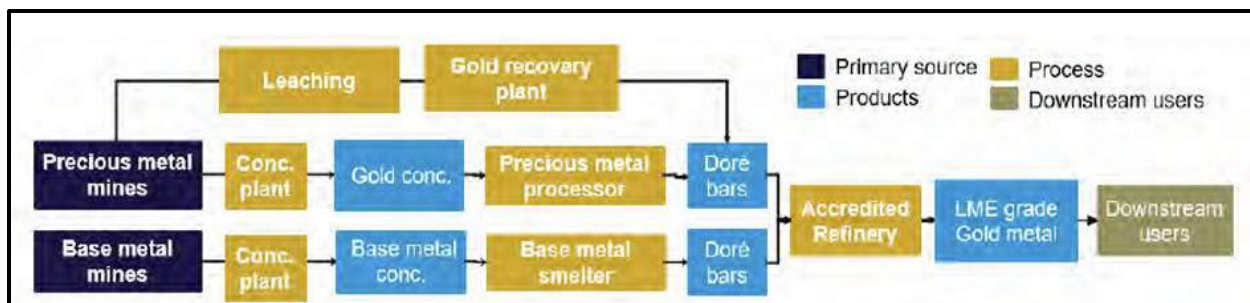 Leaching
Gold recovery
plant
Primary source
Process
Products
Downstream users
Precious metal
mines
Conc.
plant
Gold conc.
Precious metal
processor
Doré
bars
Accredited
Refinery
LME grade
Gold metal
Downstream
users
Base metal
mines
Conc.
plant
Base metal
conc.
Base metal
smelter
Doré
bars